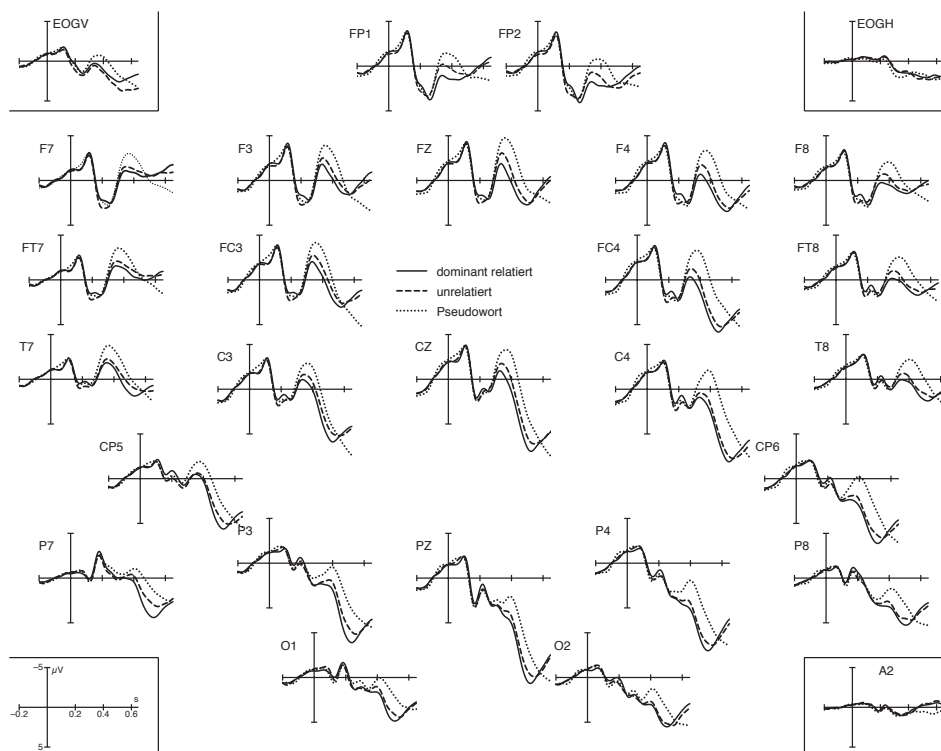 EOGV
FP1
FP2
EOGH
F7
F3
FZ
F4
F8
FT7
FC3
FC4
FT8
dominant relatiert
unrelatiert
Pseudowort
T7
C3
CZ
C4
T8
CP5
CP6
P7
P3
PZ
P4
P8
O1
O2
A2
−5
µV
s
−0.2
0.2
0.4
0.6
5